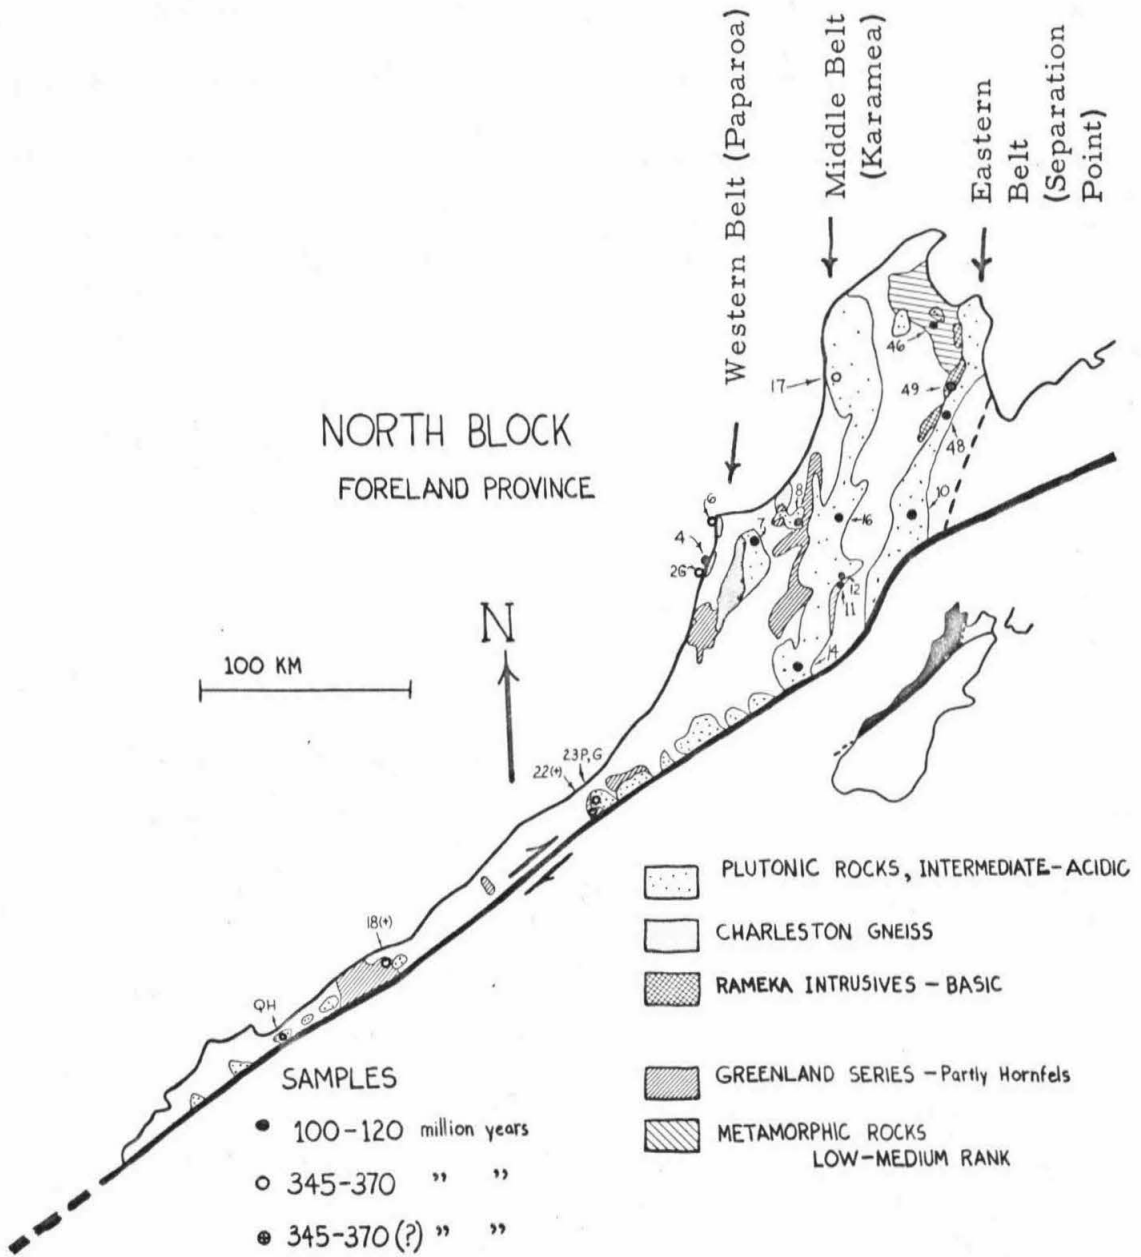 Western Belt (Paparoa)
Middle Belt
(Karamea)
Eastern
Belt
(Separation
Point)
NORTH BLOCK
FORELAND PROVINCE
N
100 KM
17
46
49
48
10
6
8
7
16
4
2G
12
11
14
23P,G
22(+)
18(+)
QH
PLUTONIC ROCKS, INTERMEDIATE-ACIDIC
CHARLESTON GNEISS
RAMEKA INTRUSIVES - BASIC
GREENLAND SERIES - Partly Hornfels
METAMORPHIC ROCKS
LOW-MEDIUM RANK
SAMPLES
100-120 million years
345-370 " "
345-370(?) " "